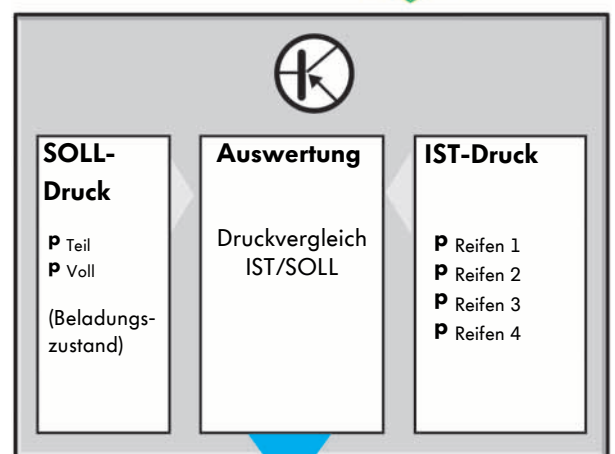 SOLL-
Druck
p Teil
p Voll
(Beladungs-
zustand)
Auswertung
Druckvergleich
IST/SOLL
IST-Druck
p Reifen 1
p Reifen 2
p Reifen 3
p Reifen 4